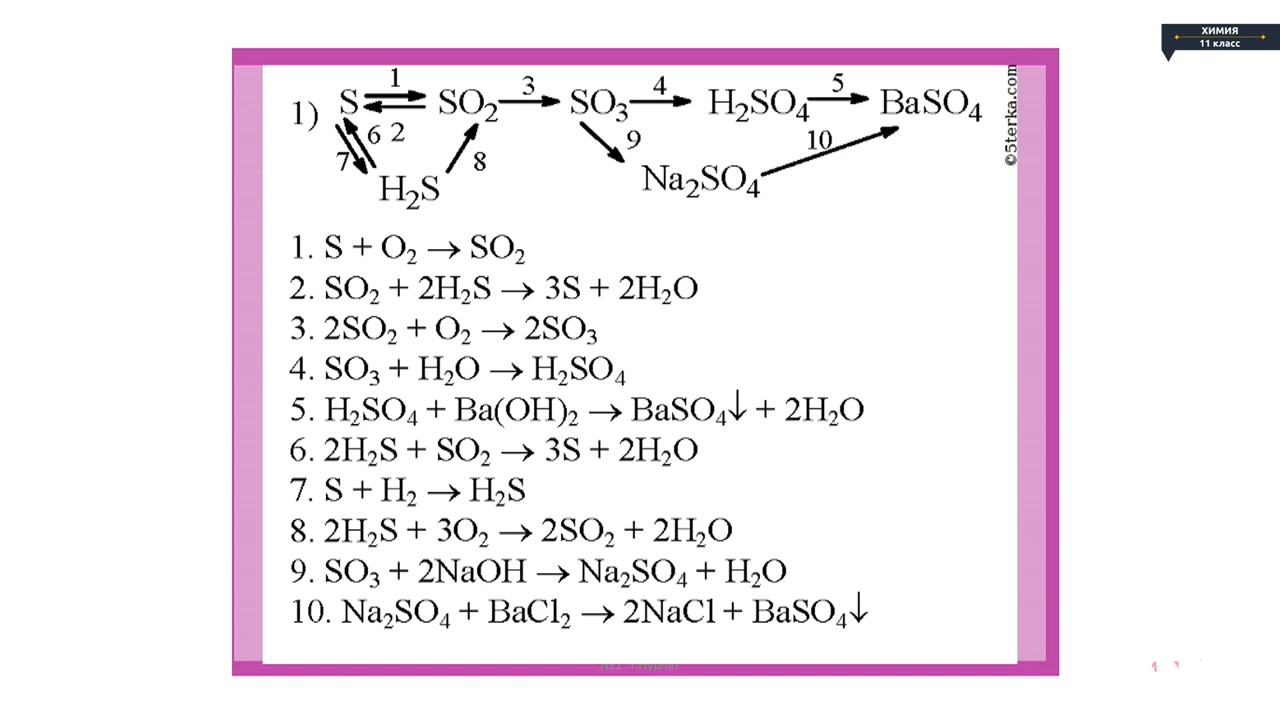 ХИМИЯ
11 класс
1) S ⇄ SO₂ → SO₃ → H₂SO₄ → BaSO₄
1 3 4 5
6 2 9 10
7 8
H₂S Na₂SO₄
©5terka.com
1. S + O₂ → SO₂
2. SO₂ + 2H₂S → 3S + 2H₂O
3. 2SO₂ + O₂ → 2SO₃
4. SO₃ + H₂O → H₂SO₄
5. H₂SO₄ + Ba(OH)₂ → BaSO₄↓ + 2H₂O
6. 2H₂S + SO₂ → 3S + 2H₂O
7. S + H₂ → H₂S
8. 2H₂S + 3O₂ → 2SO₂ + 2H₂O
9. SO₃ + 2NaOH → Na₂SO₄ + H₂O
10. Na₂SO₄ + BaCl₂ → 2NaCl + BaSO₄↓